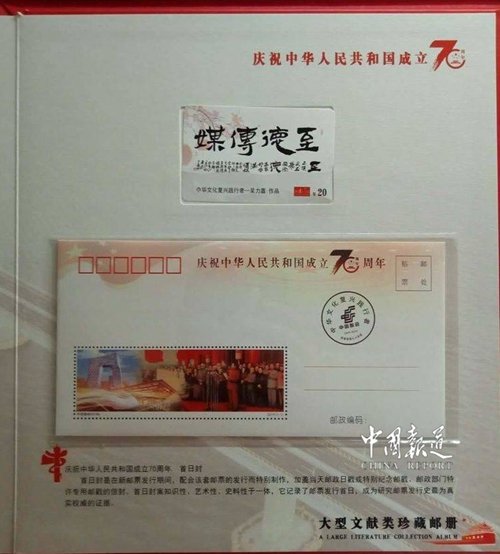 庆祝中华人民共和国成立70周年
媒傳德至
中华文化复兴践行者—某力器·作品
20
庆祝中华人民共和国成立70周年
贴邮
票处
中华文化复兴践行者
邮政编码：
中國報道
CHINA REPORT
庆祝中华人民共和国成立70周年 首日封
首日封是在新邮票发行期间，配合该套邮票的发行而特别制作，加盖当天邮政日戳或特别纪念邮戳，邮政部门特
许专用邮戳的信封。首日封案知识性、艺术性、史料性于一体，它记录了邮票发行首日，成为研究邮票发行史最为真
实权威的证据。
大型文献类珍藏邮册
A LARGE LITERATURE COLLECTION ALBUM